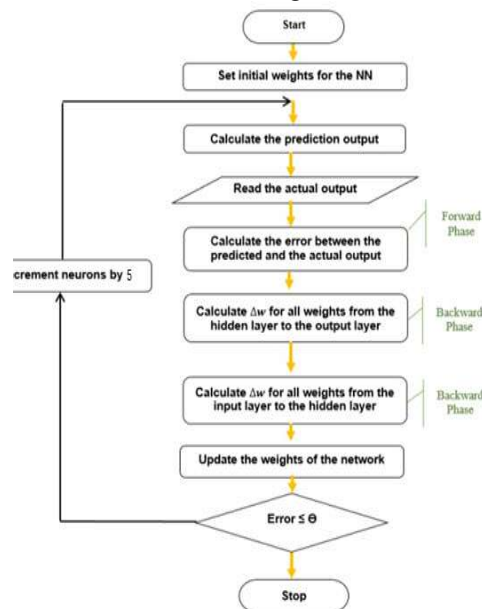 Start
Set initial weights for the NN
Calculate the prediction output
Read the actual output
Forward
Phase
Calculate the error between the
predicted and the actual output
crement neurons by 5
Calculate Δw for all weights from the
hidden layer to the output layer
Backward
Phase
Calculate Δw for all weights from the
input layer to the hidden layer
Backward
Phase
Update the weights of the network
Error ≤ Θ
Stop